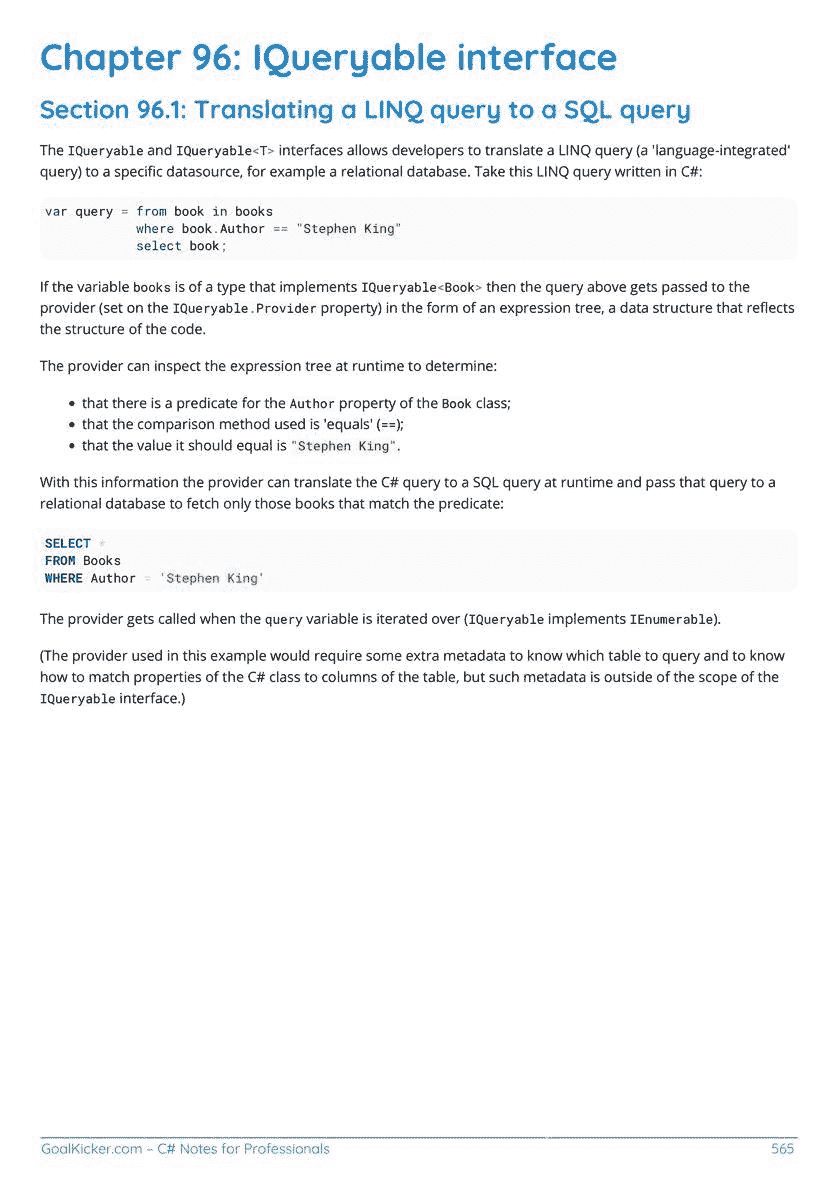 Chapter 96: IQueryable interface
Section 96.1: Translating a LINQ query to a SQL query
The IQueryable and IQueryable<T> interfaces allows developers to translate a LINQ query (a 'language-integrated'
query) to a specific datasource, for example a relational database. Take this LINQ query written in C#:
var query = from book in books
            where book.Author == "Stephen King"
            select book;
If the variable books is of a type that implements IQueryable<Book> then the query above gets passed to the
provider (set on the IQueryable.Provider property) in the form of an expression tree, a data structure that reflects
the structure of the code.
The provider can inspect the expression tree at runtime to determine:
• that there is a predicate for the Author property of the Book class;
• that the comparison method used is 'equals' (==);
• that the value it should equal is "Stephen King".
With this information the provider can translate the C# query to a SQL query at runtime and pass that query to a
relational database to fetch only those books that match the predicate:
SELECT *
FROM Books
WHERE Author = 'Stephen King'
The provider gets called when the query variable is iterated over (IQueryable implements IEnumerable).
(The provider used in this example would require some extra metadata to know which table to query and to know
how to match properties of the C# class to columns of the table, but such metadata is outside of the scope of the
IQueryable interface.)
GoalKicker.com – C# Notes for Professionals 565